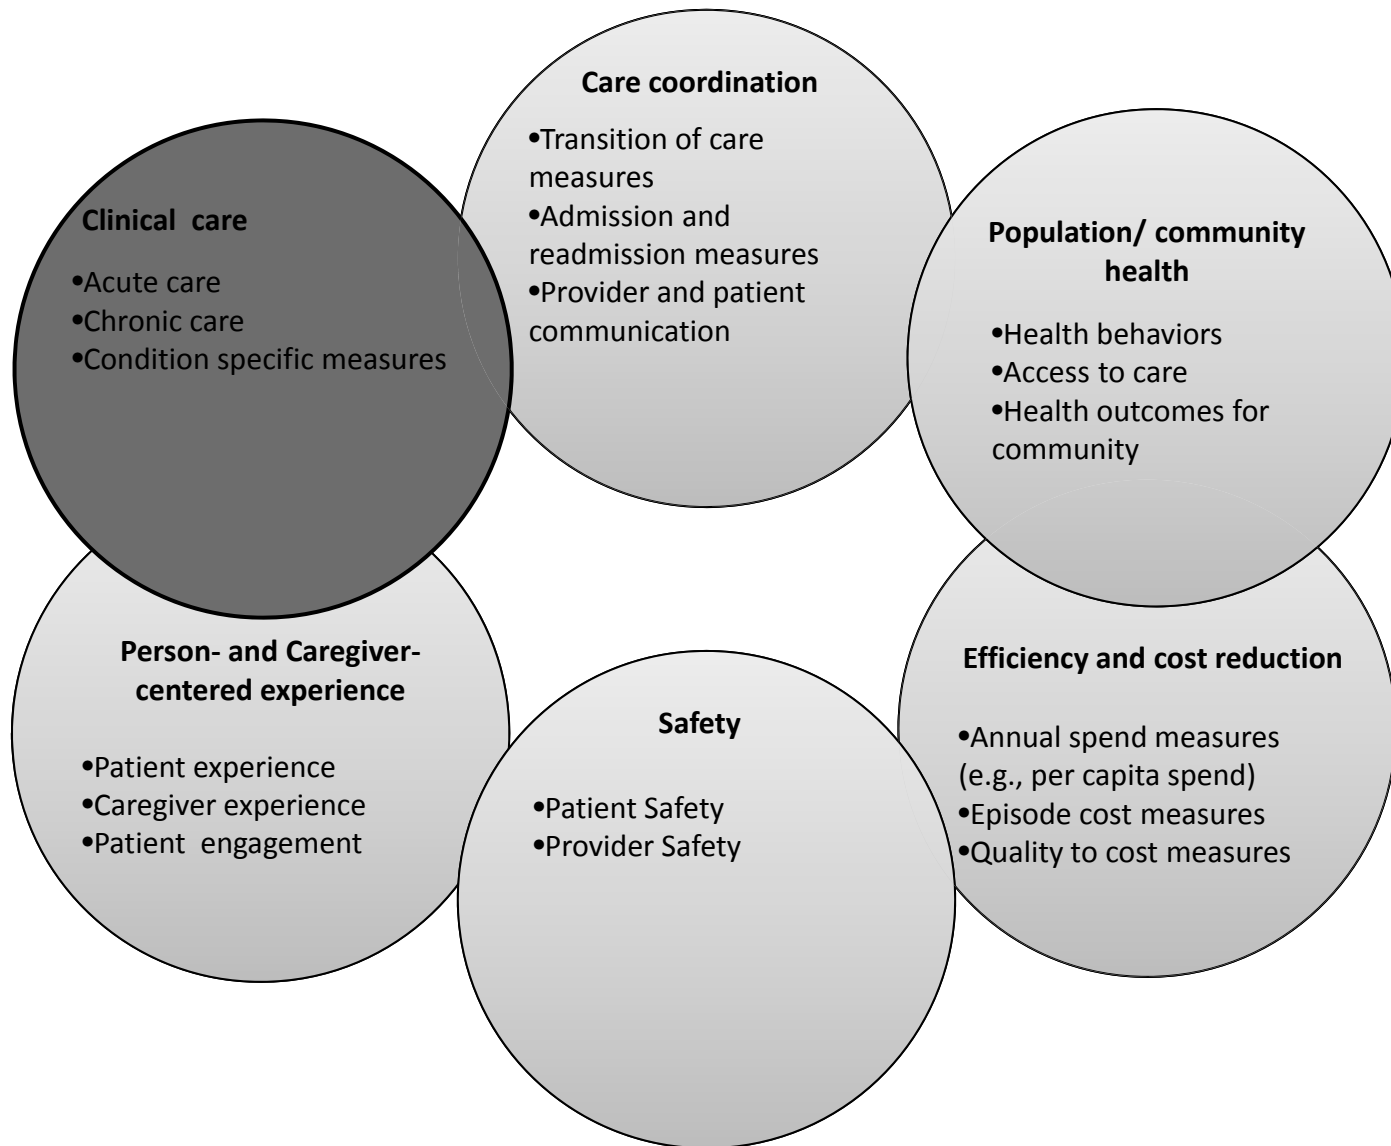 Care coordination
•Transition of care
measures
•Admission and
readmission measures
•Provider and patient
communication
Clinical  care
•Acute care
•Chronic care
•Condition specific measures
Population/ community
health
•Health behaviors
•Access to care
•Health outcomes for
community
Person- and Caregiver-
centered experience
•Patient experience
•Caregiver experience
•Patient  engagement
Safety
•Patient Safety
•Provider Safety
Efficiency and cost reduction
•Annual spend measures
(e.g., per capita spend)
•Episode cost measures
•Quality to cost measures